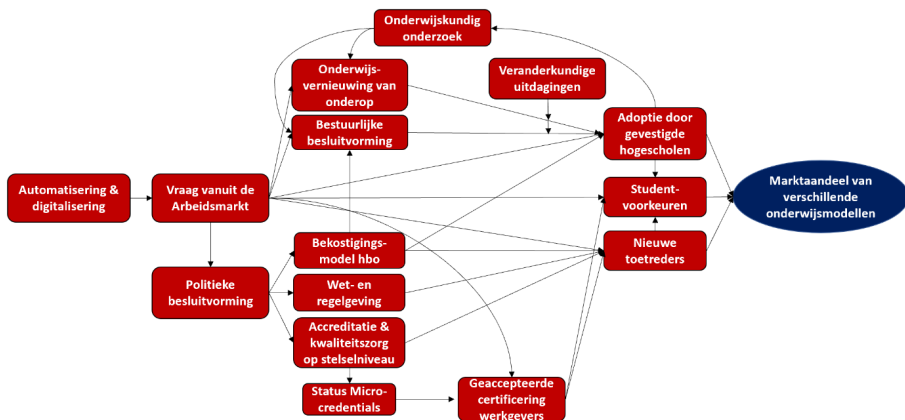 Onderwijskundig
onderzoek
Onderwijs-
vernieuwing van
onderop
Veranderkundige
uitdagingen
Bestuurlijke
besluitvorming
Adoptie door
gevestigde
hogescholen
Automatisering &
digitalisering
Vraag vanuit de
Arbeidsmarkt
Student-
voorkeuren
Marktaandeel van
verschillende
onderwijsmodellen
Bekostigings-
model hbo
Nieuwe
toetreders
Politieke
besluitvorming
Wet- en
regelgeving
Accreditatie &
kwaliteitszorg
op stelselniveau
Status Micro-
credentials
Geaccepteerde
certificering
werkgevers